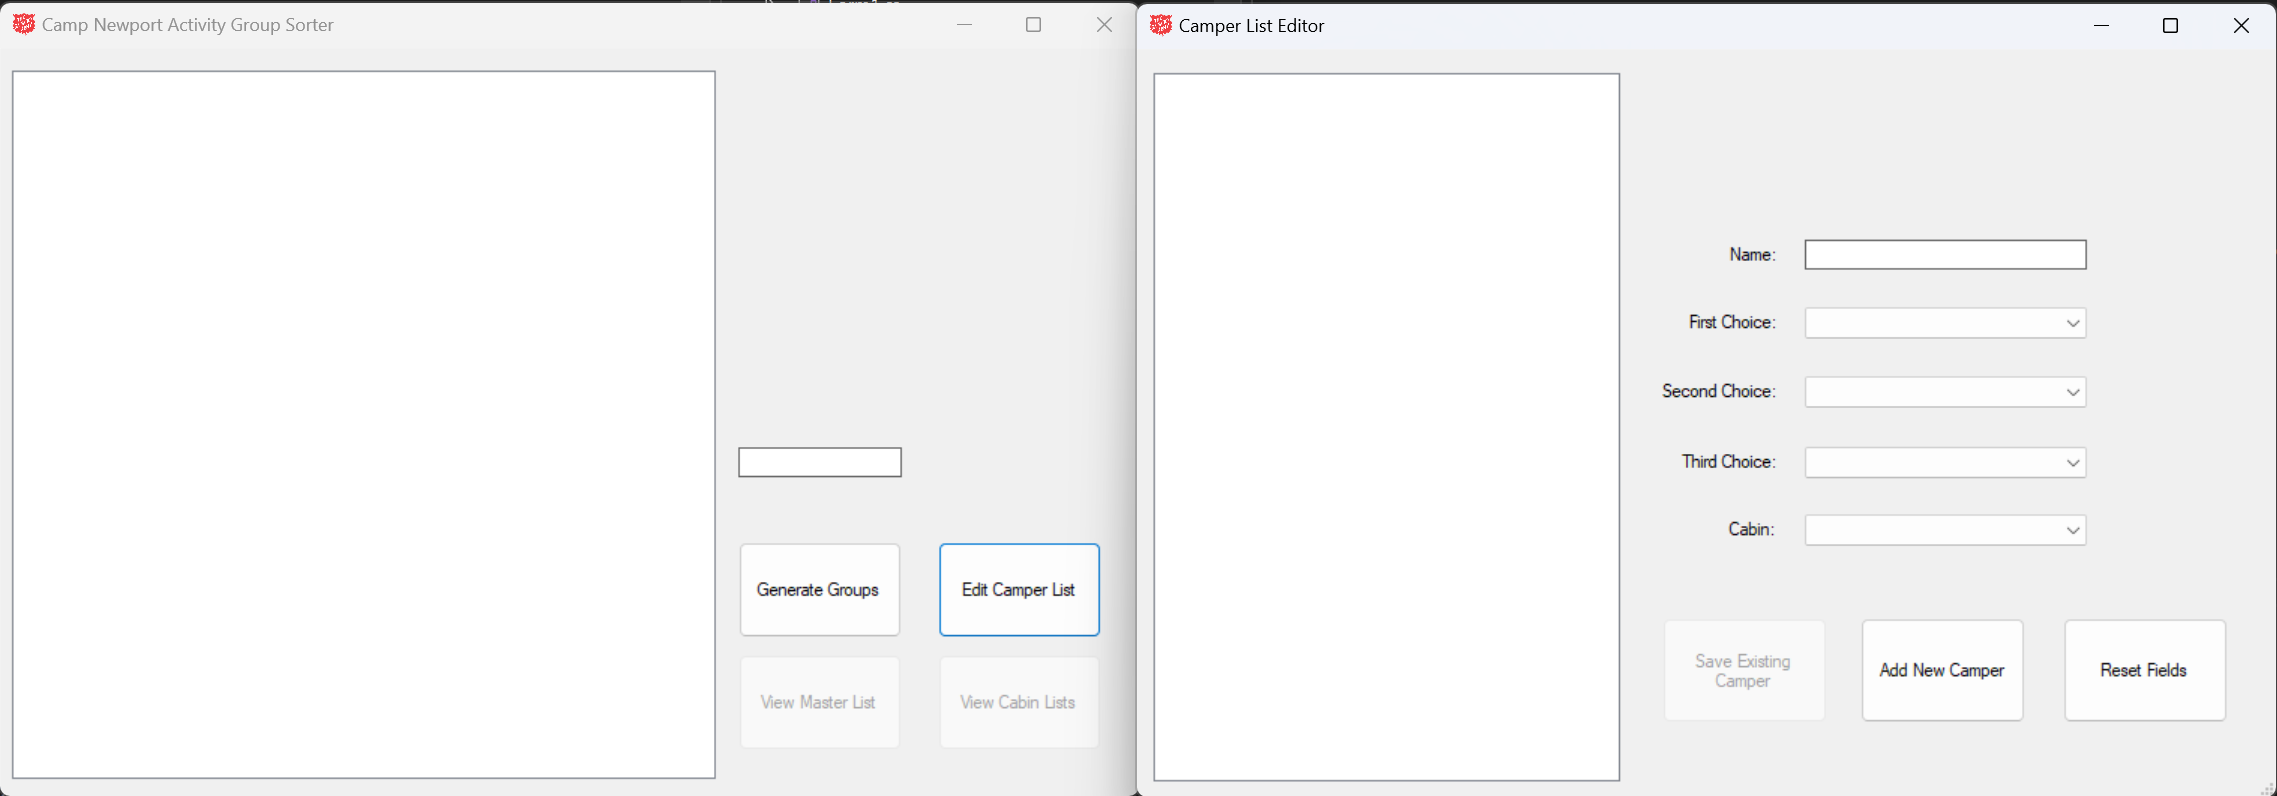 Camp Newport Activity Group Sorter
Generate Groups
Edit Camper List
View Master List
View Cabin Lists
Camper List Editor
Name:
First Choice:
Second Choice:
Third Choice:
Cabin:
Save Existing
Camper
Add New Camper
Reset Fields